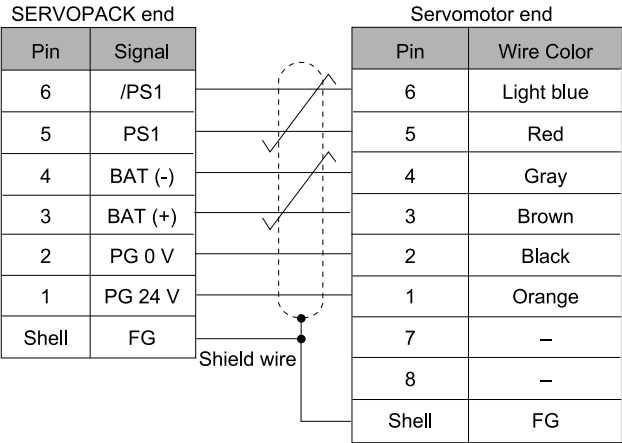 SERVOPACK end Servomotor end
Pin Signal Pin Wire Color
6 /PS1 6 Light blue
5 PS1 5 Red
4 BAT (-) 4 Gray
3 BAT (+) 3 Brown
2 PG 0 V 2 Black
1 PG 24 V 1 Orange
Shell FG 7 –
Shield wire
8 –
Shell FG